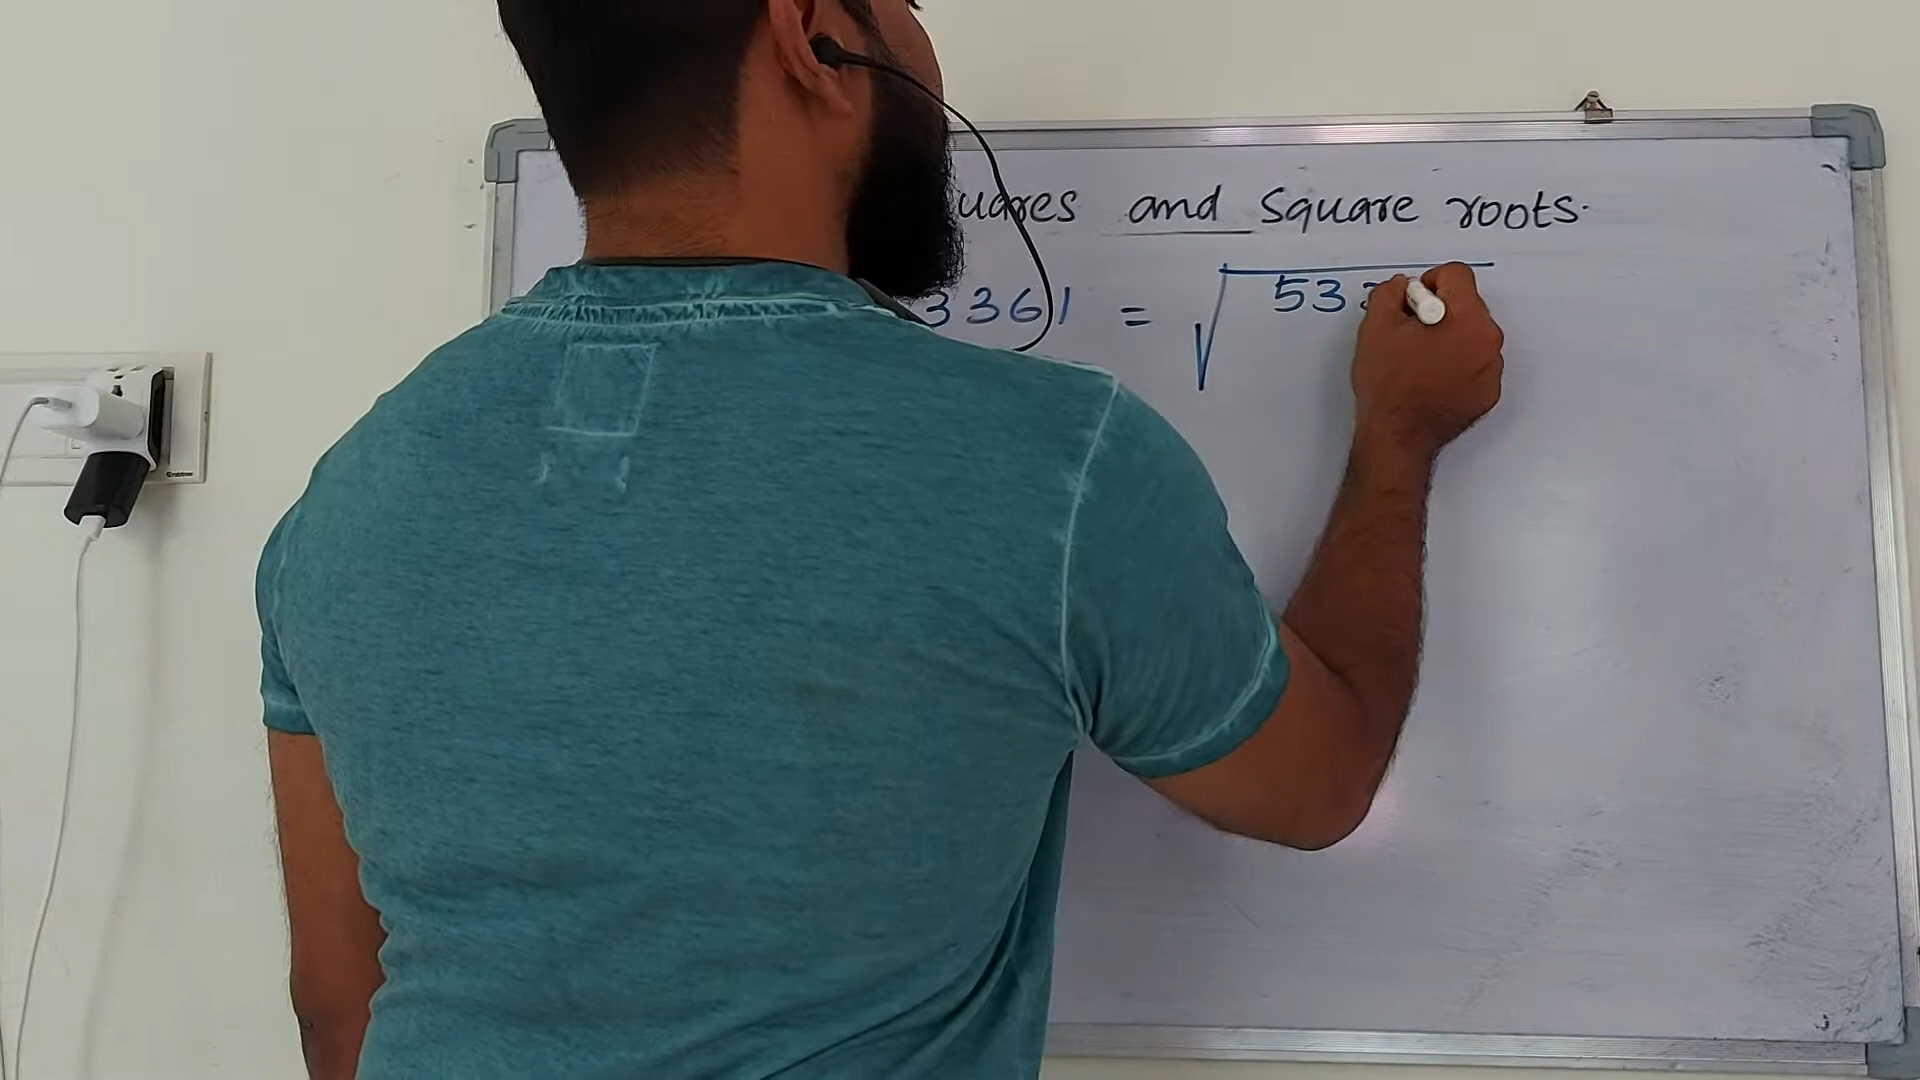 uares and Square roots.
3361 = √533